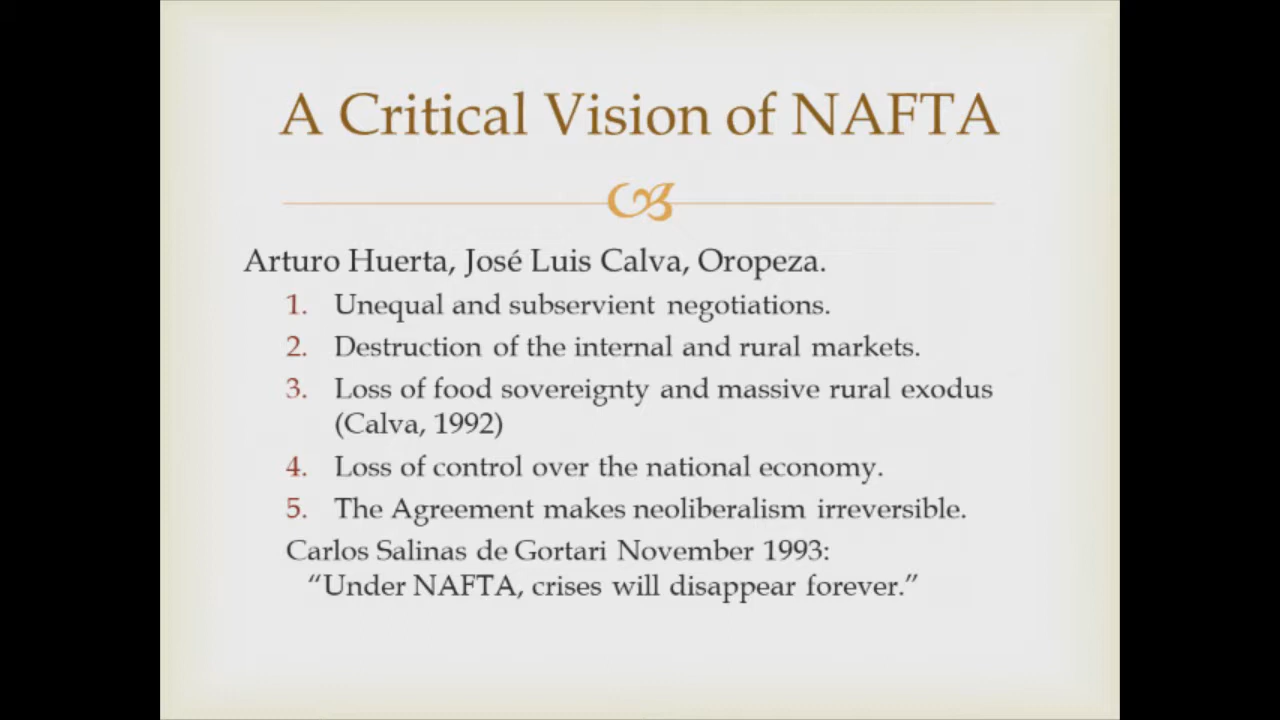 A Critical Vision of NAFTA
Arturo Huerta, José Luis Calva, Oropeza.
1. Unequal and subservient negotiations.
2. Destruction of the internal and rural markets.
3. Loss of food sovereignty and massive rural exodus
(Calva, 1992)
4. Loss of control over the national economy.
5. The Agreement makes neoliberalism irreversible.
Carlos Salinas de Gortari November 1993:
“Under NAFTA, crises will disappear forever.”